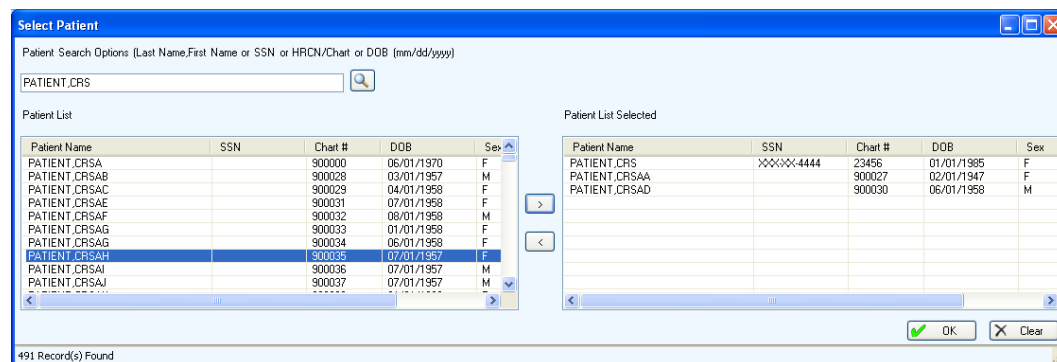 Select Patient
Patient Search Options (Last Name,First Name or SSN or HRCN/Chart or DOB (mm/dd/yyyy)
PATIENT,CRS
Patient List
Patient Name SSN Chart # DOB Sex
PATIENT,CRSA 900000 06/01/1970 F
PATIENT,CRSAB 900028 03/01/1957 M
PATIENT,CRSAC 900029 04/01/1958 F
PATIENT,CRSAE 900031 07/01/1958 F
PATIENT,CRSAF 900032 08/01/1958 M
PATIENT,CRSAG 900033 01/01/1958 F
PATIENT,CRSAG 900034 06/01/1958 F
PATIENT,CRSAH 900035 07/01/1957 F
PATIENT,CRSAI 900036 07/01/1957 M
PATIENT,CRSAJ 900037 07/01/1957 M
>
<
Patient List Selected
Patient Name SSN Chart # DOB Sex
PATIENT,CRS XXX-XX-4444 23456 01/01/1985 F
PATIENT,CRSAA 900027 02/01/1947 F
PATIENT,CRSAD 900030 06/01/1958 M
OK Clear
491 Record(s) Found